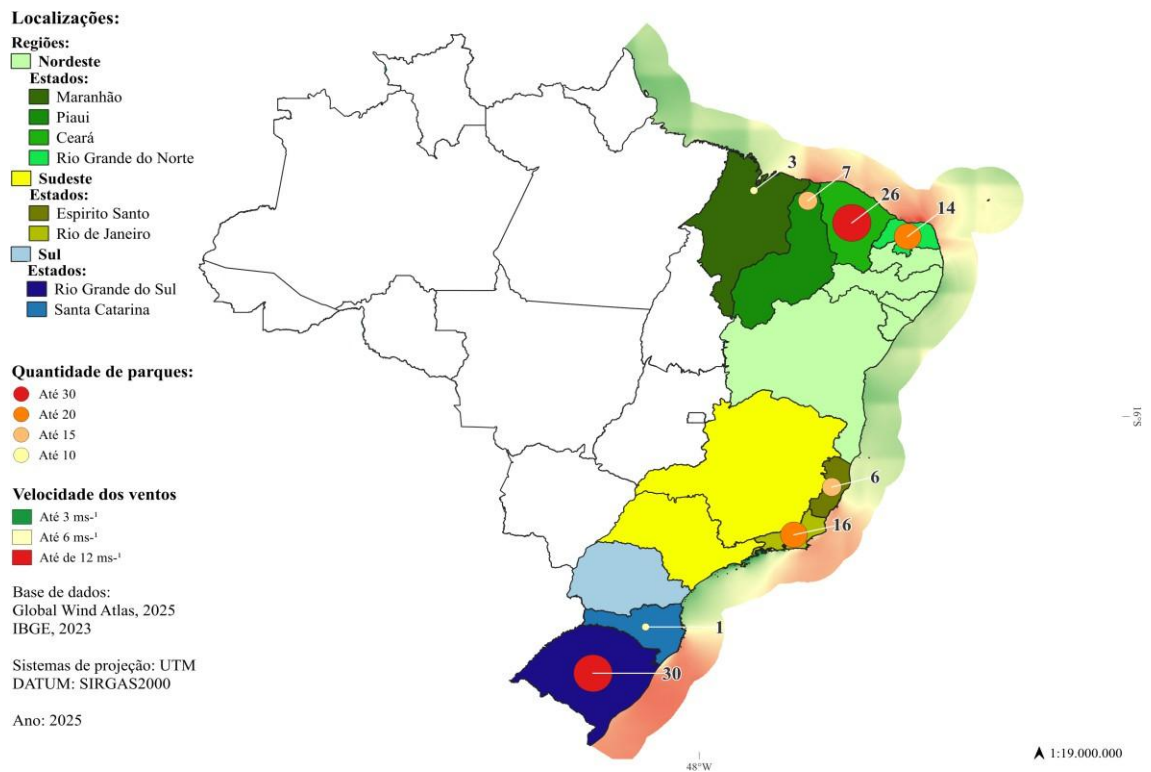 Localizações:
Regiões:
Nordeste
Estados:
Maranhão
Piaui
Ceará
Rio Grande do Norte
Sudeste
Estados:
Espirito Santo
Rio de Janeiro
Sul
Estados:
Rio Grande do Sul
Santa Catarina
Quantidade de parques:
Até 30
Até 20
Até 15
Até 10
Velocidade dos ventos
Até 3 ms-¹
Até 6 ms-¹
Até de 12 ms-¹
Base de dados:
Global Wind Atlas, 2025
IBGE, 2023
Sistemas de projeção: UTM
DATUM: SIRGAS2000
Ano: 2025
3
7
26
14
6
16
1
30
16°S
48°W
1:19.000.000